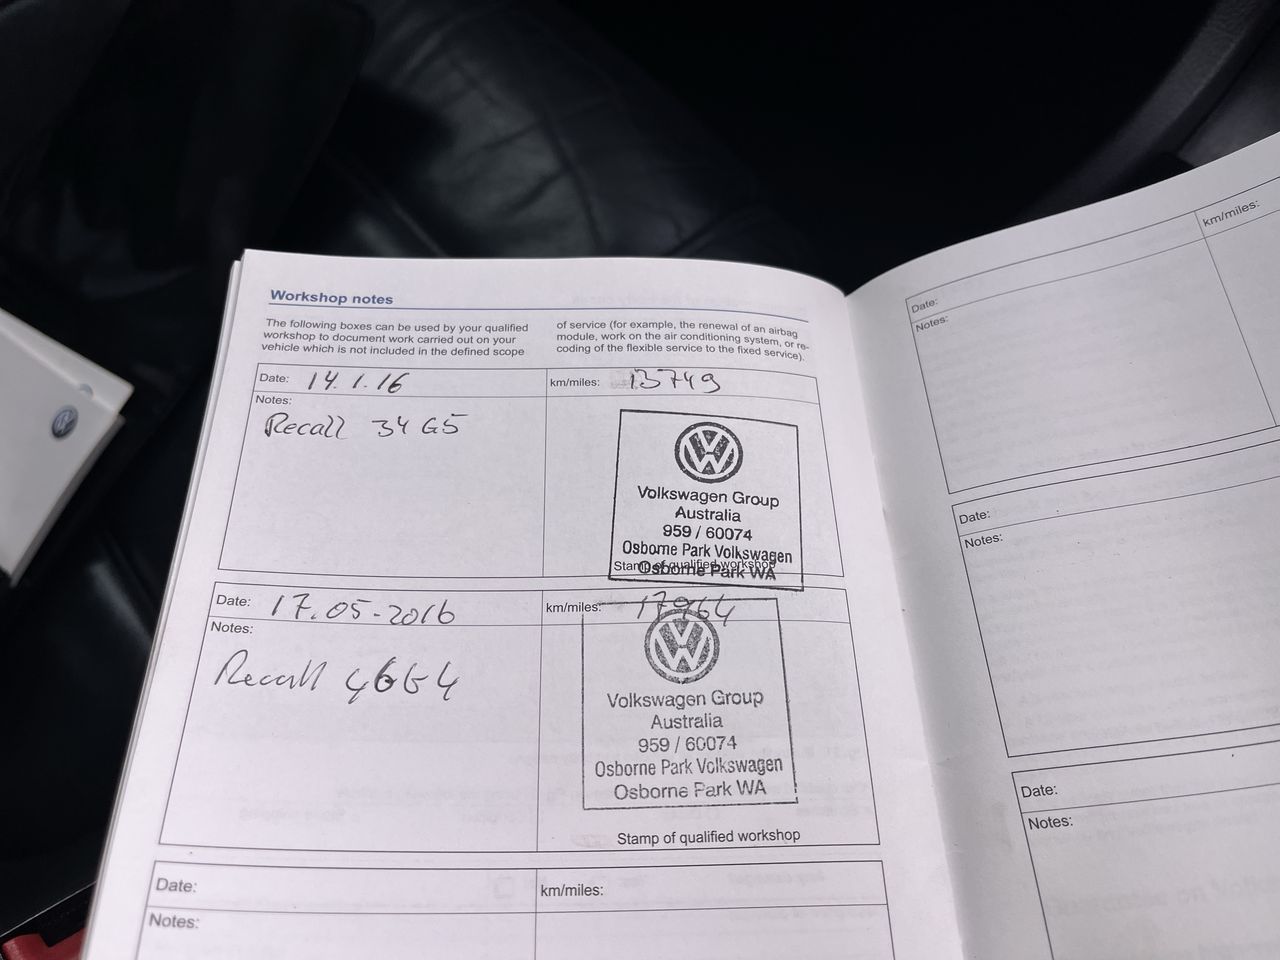 Workshop notes
The following boxes can be used by your qualified
workshop to document work carried out on your
vehicle which is not included in the defined scope
of service (for example, the renewal of an airbag
module, work on the air conditioning system, or re-
coding of the flexible service to the fixed service).
Date: 14.1.16 km/miles: 13749
Notes:
Recall 34G5
Volkswagen Group
Australia
959 / 60074
Osborne Park Volkswagen
Osborne Park WA
Stamp of qualified workshop
Date: 17.05-2016 km/miles: 17964
Notes:
Recall 46G4
Volkswagen Group
Australia
959 / 60074
Osborne Park Volkswagen
Osborne Park WA
Stamp of qualified workshop
Date: km/miles:
Notes:
Date: km/miles:
Notes:
Date:
Notes:
Date:
Notes: